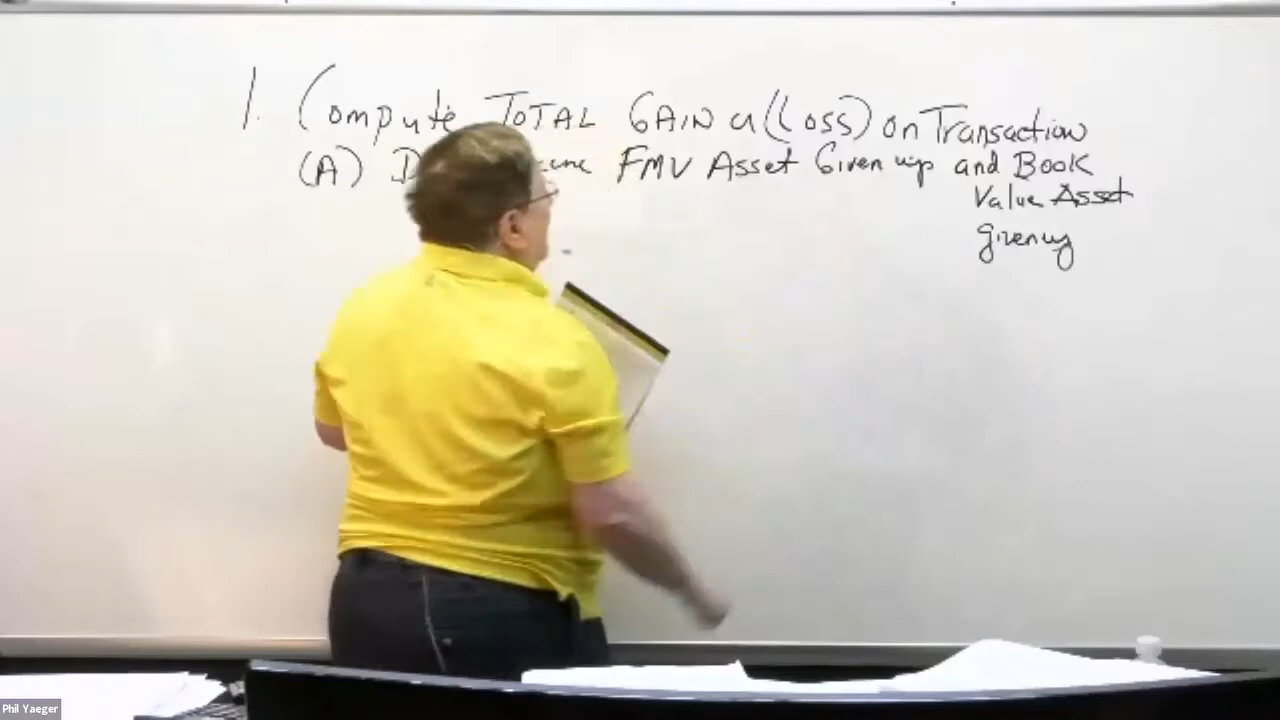 1. Compute TOTAL GAIN or (Loss) on Transaction
(A) FMV Asset Given up and Book
Value Asset
given up
Phil Yaeger